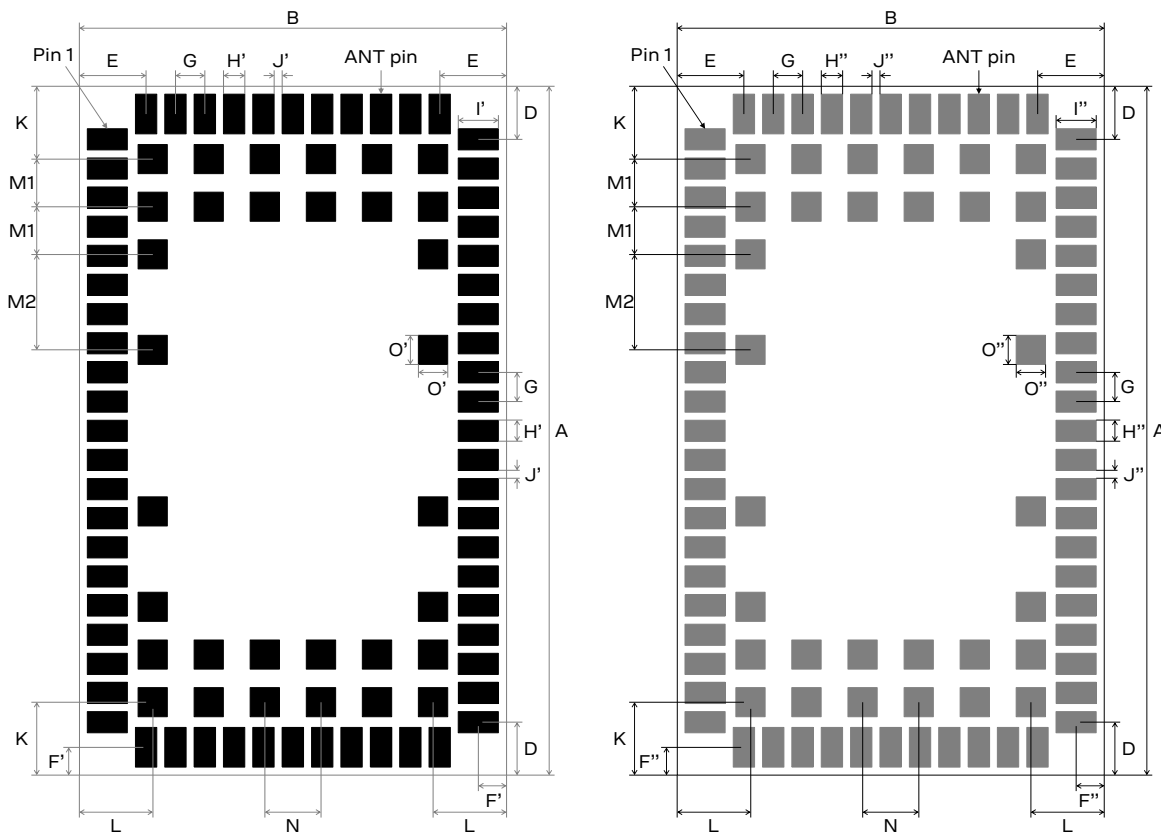 B
E G H' J' ANT pin E
Pin 1
K
I'
D
M1
M1
M2
O'
O'
G
H'
A
J'
K
F'
D
F'
L N L
B
E G H'' J'' ANT pin E
Pin 1
K
I''
D
M1
M1
M2
O''
O''
G
H''
A
J''
K
F''
D
F''
L N L